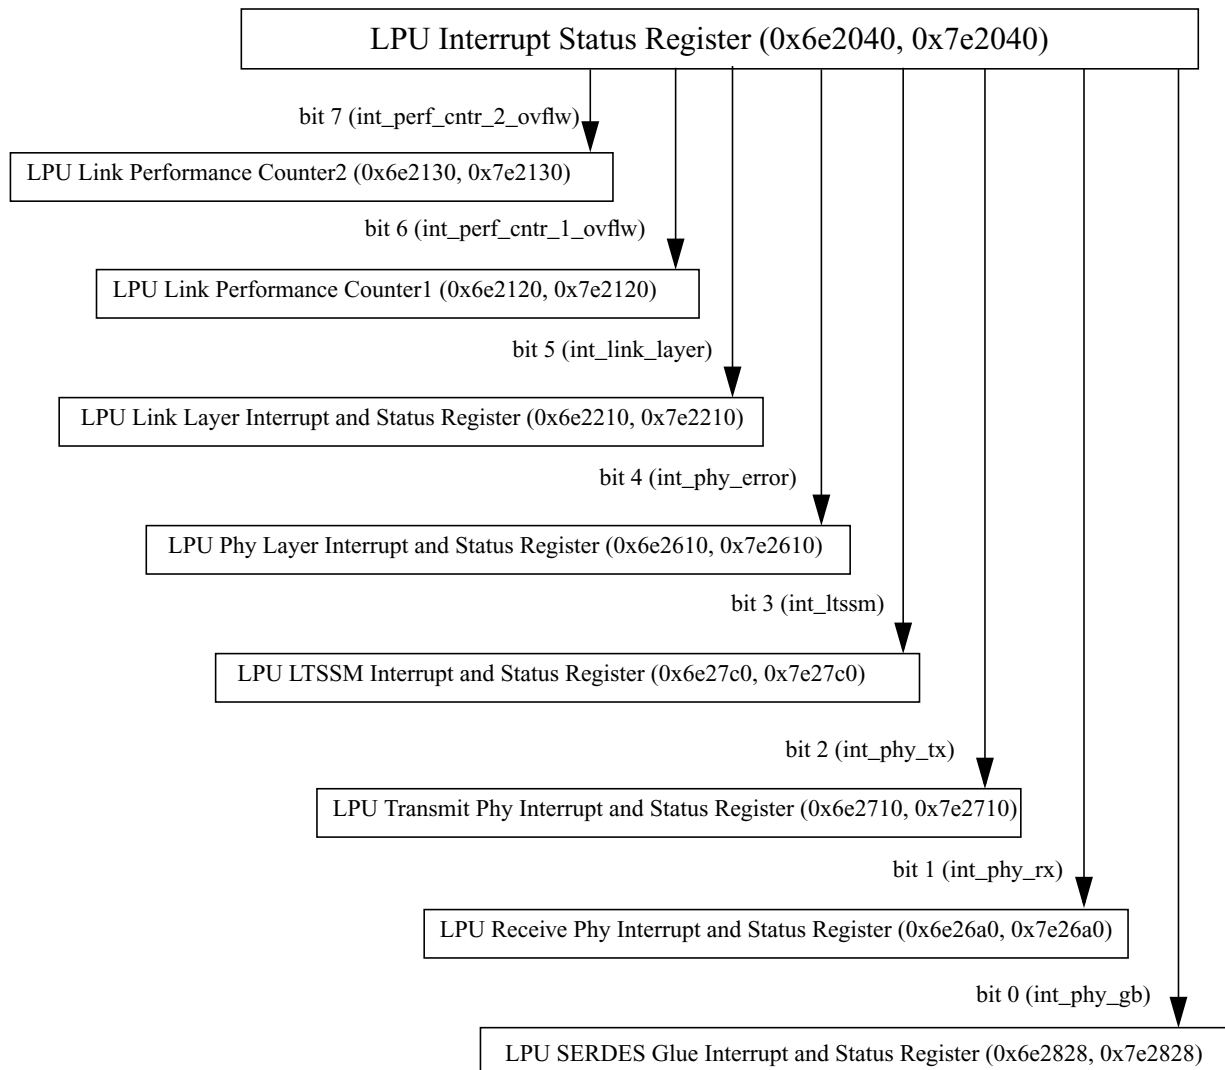 LPU Interrupt Status Register (0x6e2040, 0x7e2040)
bit 7 (int_perf_cntr_2_ovflw)
LPU Link Performance Counter2 (0x6e2130, 0x7e2130)
bit 6 (int_perf_cntr_1_ovflw)
LPU Link Performance Counter1 (0x6e2120, 0x7e2120)
bit 5 (int_link_layer)
LPU Link Layer Interrupt and Status Register (0x6e2210, 0x7e2210)
bit 4 (int_phy_error)
LPU Phy Layer Interrupt and Status Register (0x6e2610, 0x7e2610)
bit 3 (int_ltssm)
LPU LTSSM Interrupt and Status Register (0x6e27c0, 0x7e27c0)
bit 2 (int_phy_tx)
LPU Transmit Phy Interrupt and Status Register (0x6e2710, 0x7e2710)
bit 1 (int_phy_rx)
LPU Receive Phy Interrupt and Status Register (0x6e26a0, 0x7e26a0)
bit 0 (int_phy_gb)
LPU SERDES Glue Interrupt and Status Register (0x6e2828, 0x7e2828)